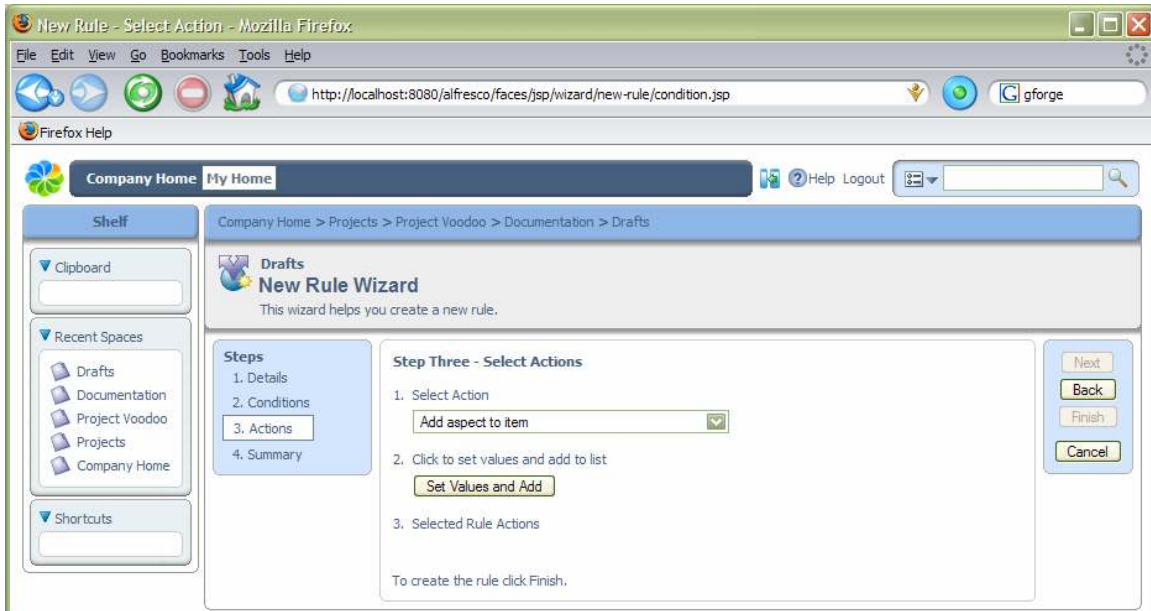 New Rule - Select Action - Mozilla Firefox
File Edit View Go Bookmarks Tools Help
http://localhost:8080/alfresco/faces/jsp/wizard/new-rule/condition.jsp
G gforge
Firefox Help
Company Home My Home
? Help Logout
Shelf
Company Home > Projects > Project Voodoo > Documentation > Drafts
Clipboard
Recent Spaces
Drafts
Documentation
Project Voodoo
Projects
Company Home
Shortcuts
Drafts
New Rule Wizard
This wizard helps you create a new rule.
Steps
1. Details
2. Conditions
3. Actions
4. Summary
Step Three - Select Actions
1. Select Action
Add aspect to item
2. Click to set values and add to list
Set Values and Add
3. Selected Rule Actions
To create the rule click Finish.
Next
Back
Finish
Cancel